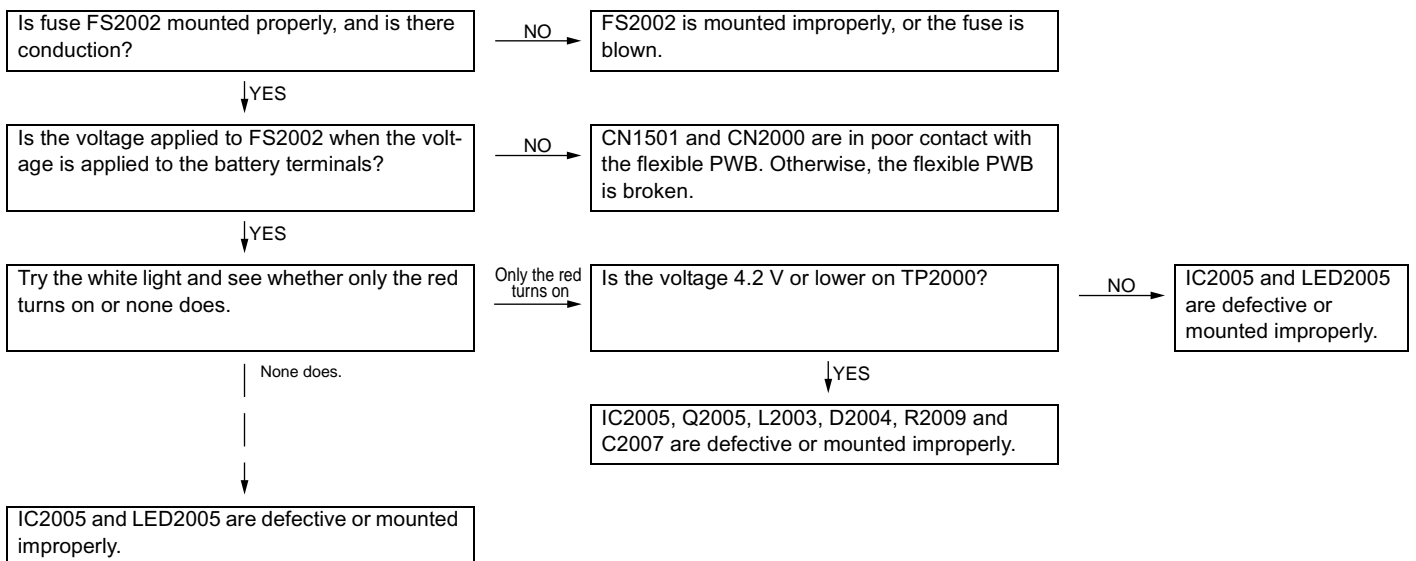 Is fuse FS2002 mounted properly, and is there
conduction?
NO
FS2002 is mounted improperly, or the fuse is
blown.
YES
Is the voltage applied to FS2002 when the volt-
age is applied to the battery terminals?
NO
CN1501 and CN2000 are in poor contact with
the flexible PWB. Otherwise, the flexible PWB
is broken.
YES
Try the white light and see whether only the red
turns on or none does.
Only the red
turns on
Is the voltage 4.2 V or lower on TP2000?
NO
IC2005 and LED2005
are defective or
mounted improperly.
None does.
YES
IC2005, Q2005, L2003, D2004, R2009 and
C2007 are defective or mounted improperly.
IC2005 and LED2005 are defective or mounted
improperly.